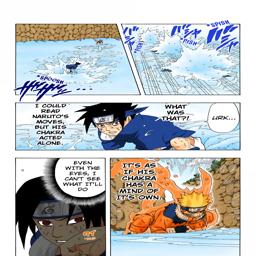 SPISH
SPISH
SPOOSH
I COULD
READ
NARUTO'S
MOVES,
BUT HIS
CHAKRA
ACTED
ALONE.
WHAT
WAS
THAT?!
URK...
EVEN
WITH THE
EYES, I
CAN'T SEE
WHAT IT'LL
DO
IT'S AS
IF HIS
CHAKRA
HAS A
MIND OF
IT'S OWN.